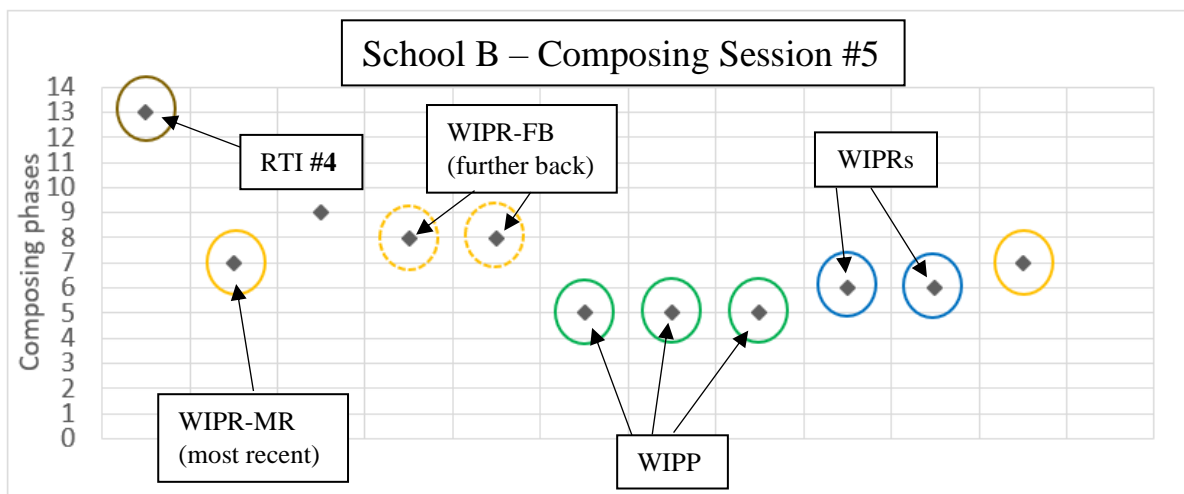 School B – Composing Session #5
14
13
12
11
10
9
8
7
6
5
4
3
2
1
0
Composing phases
RTI #4
WIPR-FB
(further back)
WIPRs
WIPR-MR
(most recent)
WIPP